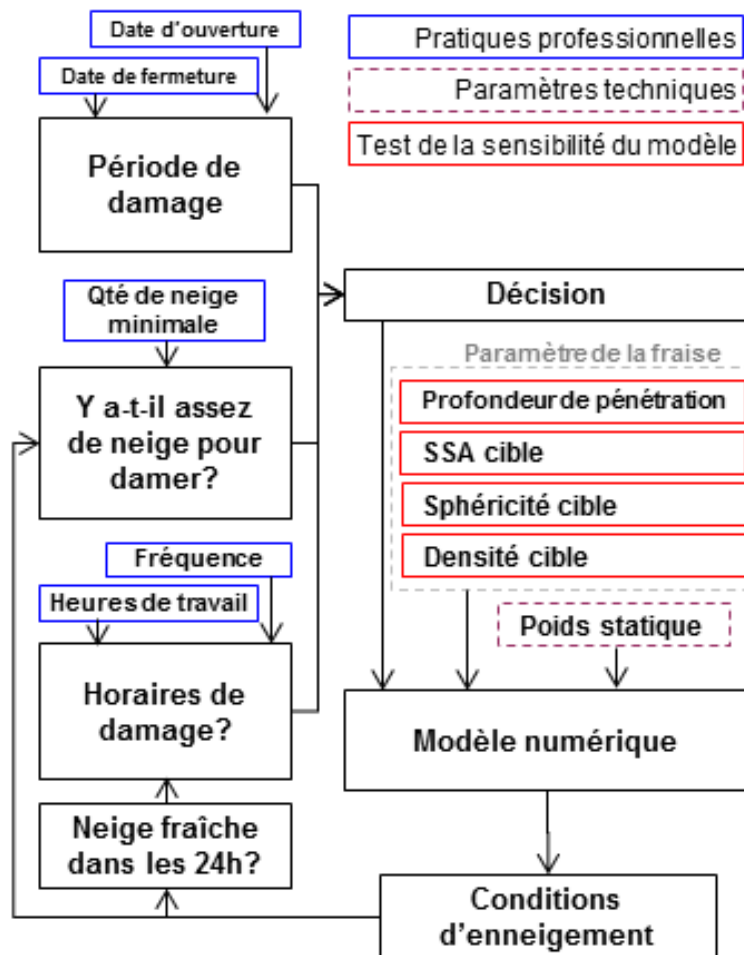 Date d'ouverture
Date de fermeture
Période de
damage
Pratiques professionnelles
Paramètres techniques
Test de la sensibilité du modèle
Qté de neige
minimale
Y a-t-il assez
de neige pour
damer?
Fréquence
Heures de travail
Horaires de
damage?
Neige fraîche
dans les 24h?
Décision
Paramètre de la fraise
Profondeur de pénétration
SSA cible
Sphéricité cible
Densité cible
Poids statique
Modèle numérique
Conditions
d'enneigement